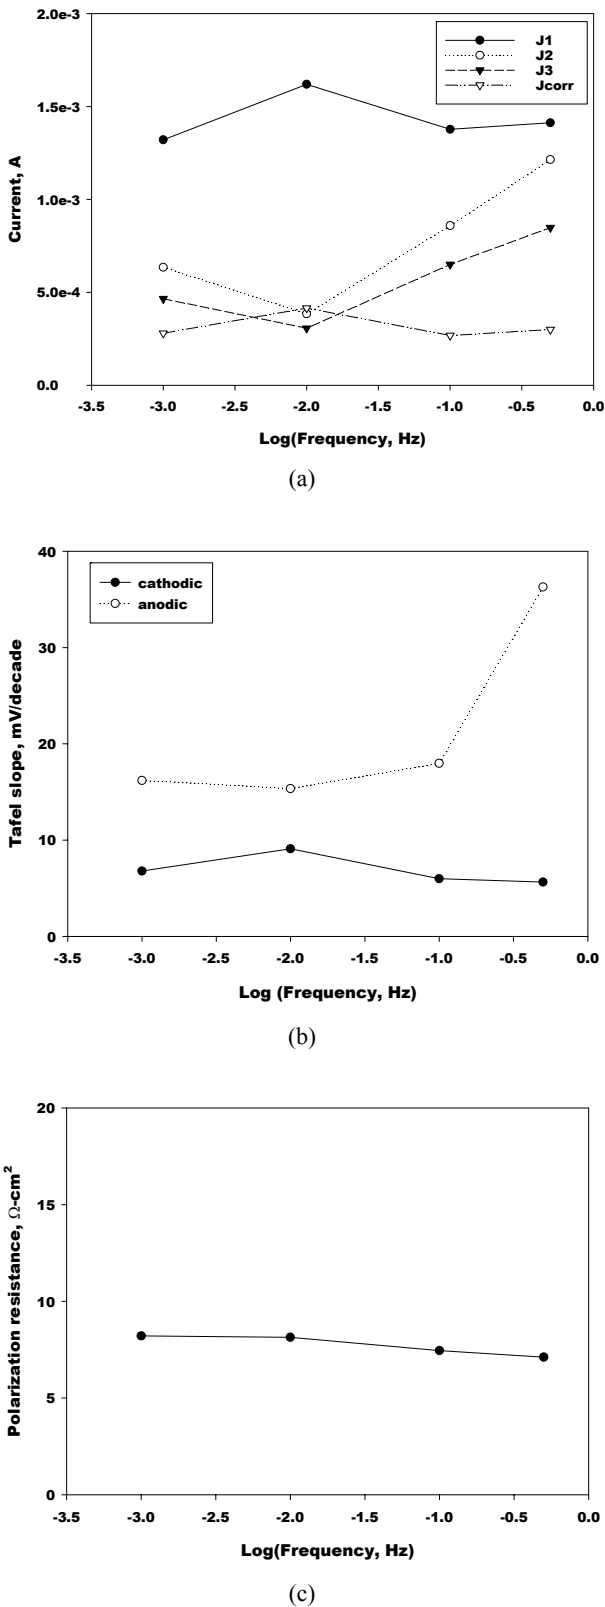 2.0e-3
1.5e-3
1.0e-3
5.0e-4
0.0
Current, A
J1
J2
J3
Jcorr
-3.5 -3.0 -2.5 -2.0 -1.5 -1.0 -0.5 0.0
Log(Frequency, Hz)
(a)
40
30
20
10
0
Tafel slope, mV/decade
cathodic
anodic
-3.5 -3.0 -2.5 -2.0 -1.5 -1.0 -0.5 0.0
Log (Frequency, Hz)
(b)
20
15
10
5
0
Polarization resistance, Ω-cm²
-3.5 -3.0 -2.5 -2.0 -1.5 -1.0 -0.5 0.0
Log(Frequency, Hz)
(c)